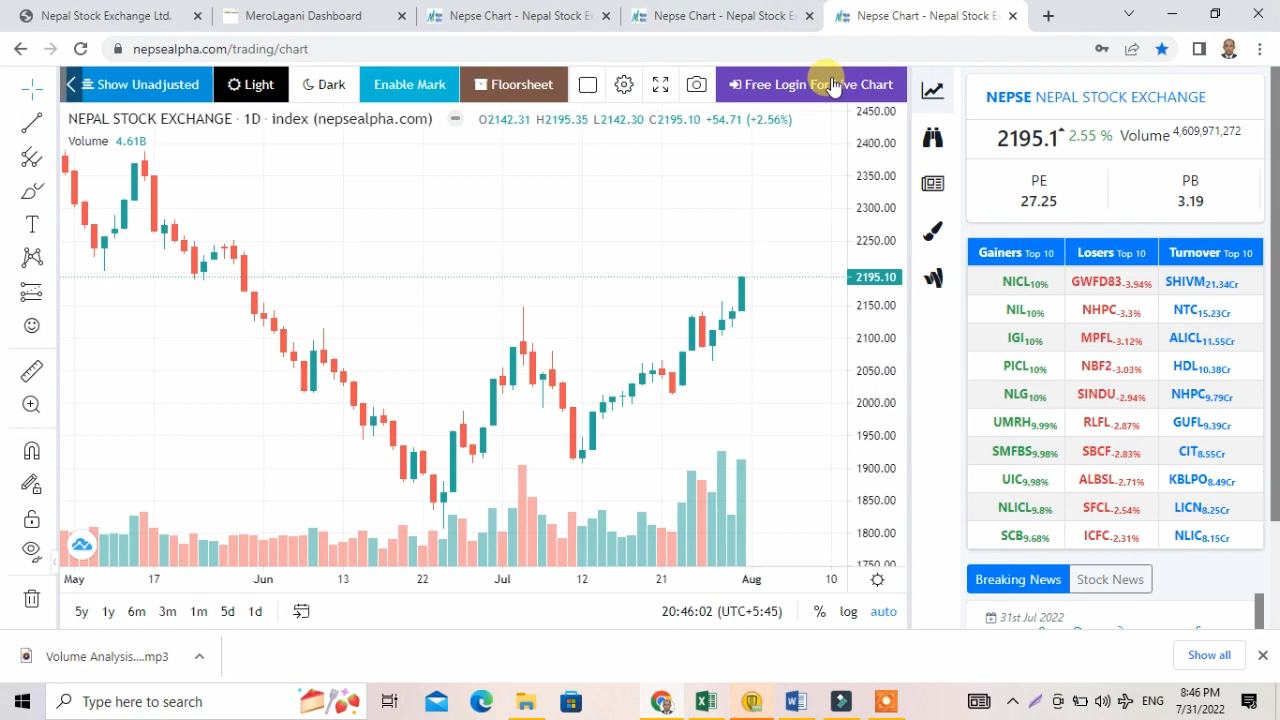 Nepal Stock Exchange Ltd.
MeroLagani Dashboard
Nepse Chart - Nepal Stock Ex
Nepse Chart - Nepal Stock Ex
Nepse Chart - Nepal Stock Ex
nepsealpha.com/trading/chart
Show Unadjusted
Light
Dark
Enable Mark
Floorsheet
Free Login For Live Chart
NEPAL STOCK EXCHANGE · 1D · index (nepsealpha.com)
O2142.31 H2195.35 L2142.30 C2195.10 +54.71 (+2.56%)
Volume 4.61B
2450.00
2400.00
2350.00
2300.00
2250.00
2195.10
2150.00
2100.00
2050.00
2000.00
1950.00
1900.00
1850.00
1800.00
1750.00
May 17 Jun 13 22 Jul 12 21 Aug 10
5y 1y 6m 3m 1m 5d 1d
20:46:02 (UTC+5:45)
% log auto
NEPSE NEPAL STOCK EXCHANGE
2195.1 2.55 % Volume 4,609,971,272
PE PB
27.25 3.19
Gainers Top 10 Losers Top 10 Turnover Top 10
NICL10% GWFD83-3.94% SHIVM21.34Cr
NIL10% NHPC-3.3% NTC15.23Cr
IGI10% MPFL-3.12% ALICL11.55Cr
PICL10% NBF2-3.03% HDL10.38Cr
NLG10% SINDU-2.94% NHPC9.79Cr
UMRH9.99% RLFL-2.87% GUFL9.39Cr
SMFBS9.98% SBCF-2.83% CIT8.55Cr
UIC9.98% ALBSL-2.71% KBLPO8.49Cr
NLICL9.8% SFCL-2.54% LICN8.25Cr
SCB9.68% ICFC-2.31% NLIC8.15Cr
Breaking News Stock News
31st Jul 2022
Volume Analysis....mp3
Show all
Type here to search
ENG
8:46 PM
7/31/2022